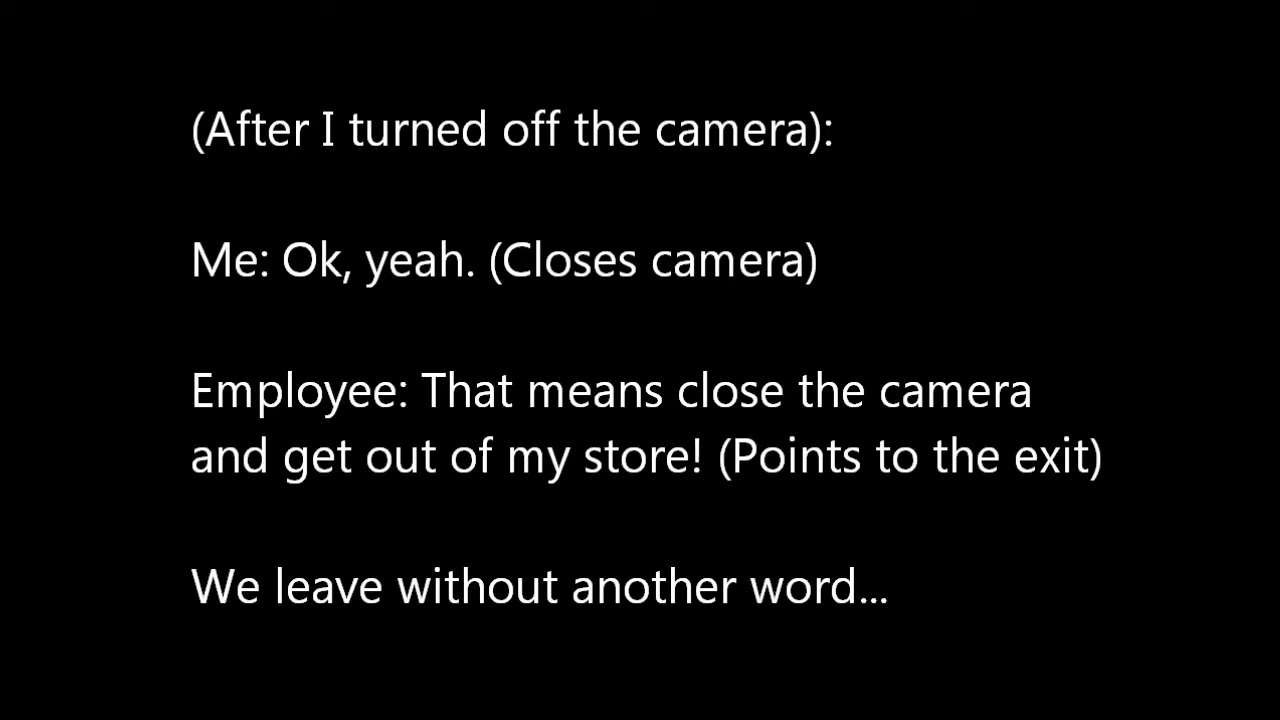 (After I turned off the camera):
Me: Ok, yeah. (Closes camera)
Employee: That means close the camera
and get out of my store! (Points to the exit)
We leave without another word...